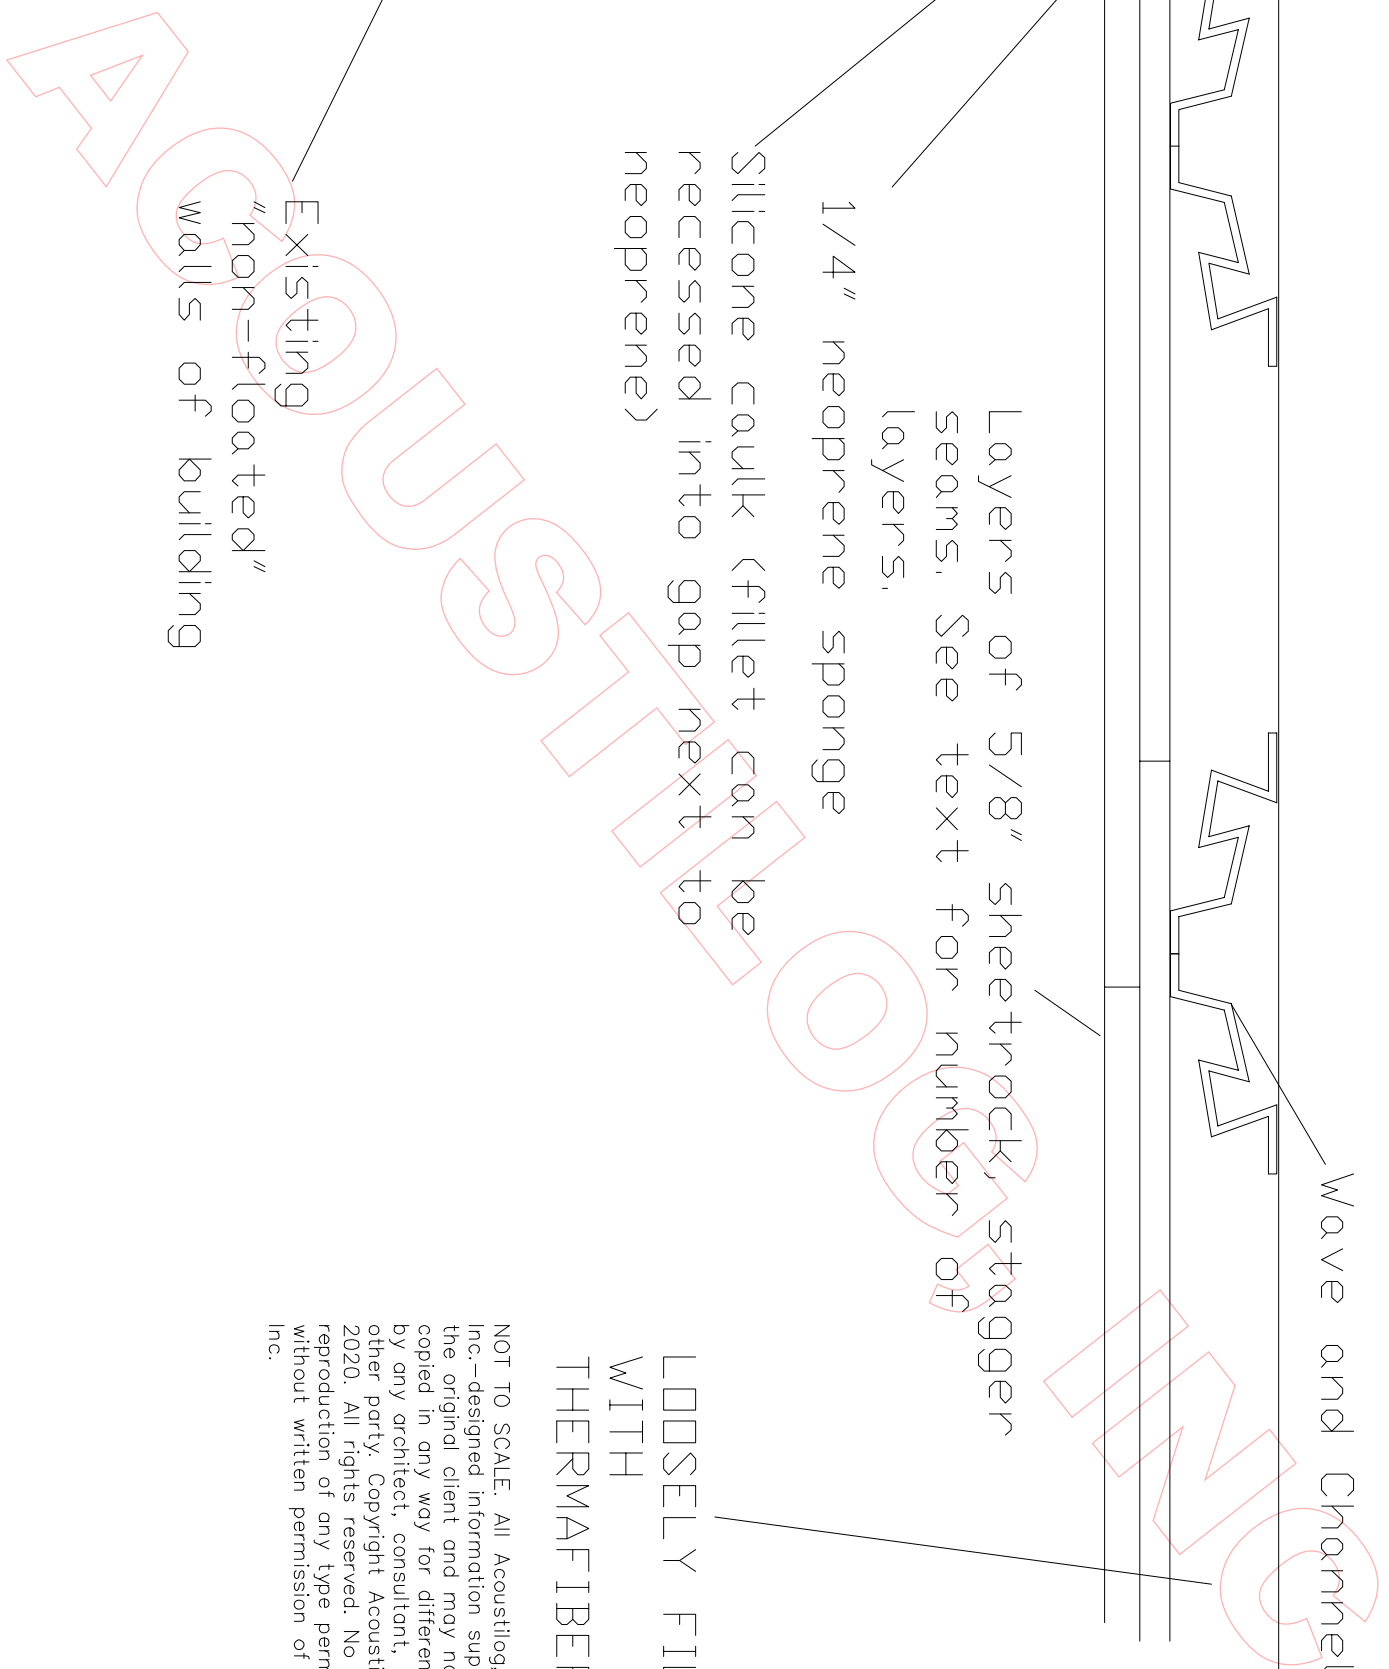 Wave and Channel
Layers of 5/8" sheetrock, stagger
seams. See text for number of
layers.
1/4" neoprene sponge
Silicone caulk (fillet can be
recessed into gap next to
neoprene)
Existing
"non-floated"
walls of building
LOOSELY FIL
WITH
THERMAFIBER
NOT TO SCALE. All Acoustilog,
Inc.-designed information sup
the original client and may no
copied in any way for differen
by any architect, consultant,
other party. Copyright Acousti
2020. All rights reserved. No
reproduction of any type perm
without written permission of
Inc.
ACOUSTILOG, INC